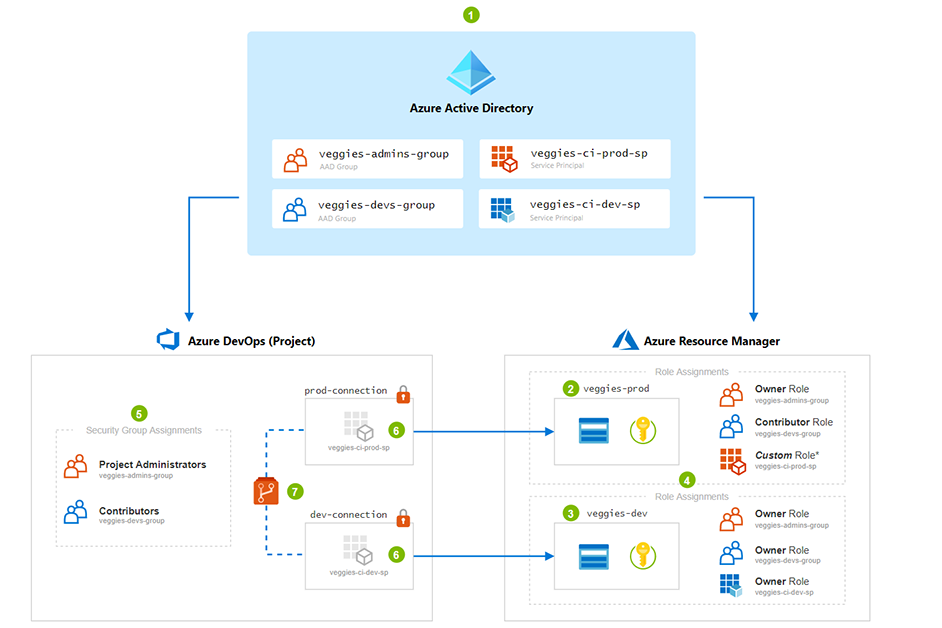 1
Azure Active Directory
veggies-admins-group
AAD Group
veggies-ci-prod-sp
Service Principal
veggies-devs-group
AAD Group
veggies-ci-dev-sp
Service Principal
Azure DevOps (Project)
5
Security Group Assignments
Project Administrators
veggies-admins-group
Contributors
veggies-devs-group
prod-connection
6
veggies-ci-prod-sp
7
dev-connection
6
veggies-ci-dev-sp
Azure Resource Manager
Role Assignments
2
veggies-prod
Owner Role
veggies-admins-group
Contributor Role
veggies-devs-group
Custom Role*
veggies-ci-prod-sp
4
Role Assignments
3
veggies-dev
Owner Role
veggies-admins-group
Owner Role
veggies-devs-group
Owner Role
veggies-ci-dev-sp